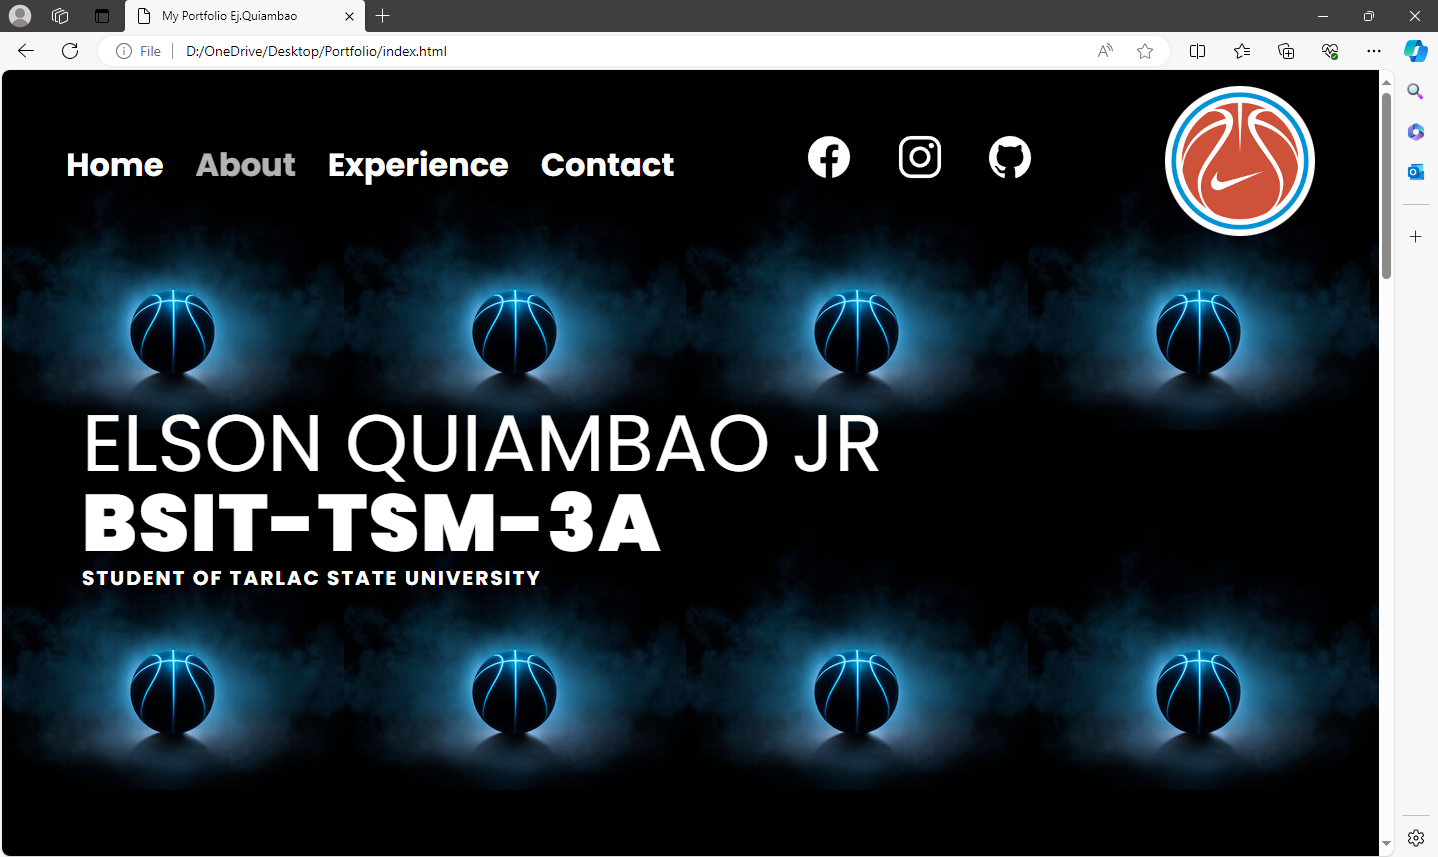 My Portfolio Ej.Quiambao
File
D:/OneDrive/Desktop/Portfolio/index.html
Home About Experience Contact
ELSON QUIAMBAO JR
BSIT-TSM-3A
STUDENT OF TARLAC STATE UNIVERSITY